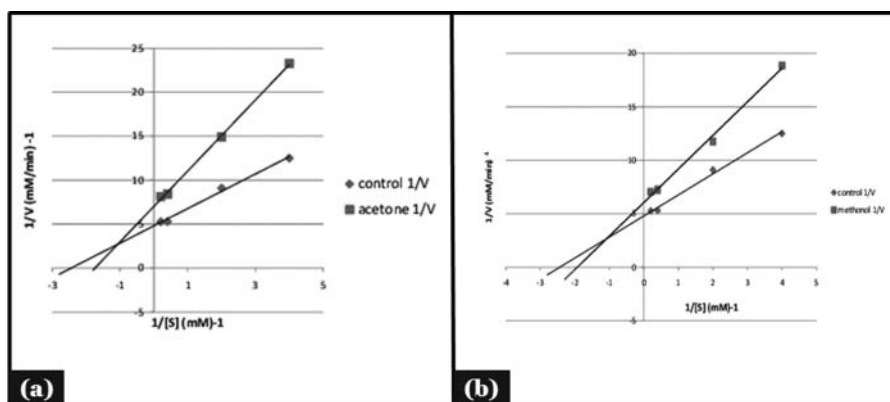 25
20
15
10
5
0
-5
-3
-1
1
3
5
1/V (mM/min) -1
1/[S] (mM)-1
control 1/V
acetone 1/V
(a)
20
15
10
5
0
-5
-4
-3
-2
-1
0
1
2
3
4
5
1/V (mM/min)-1
1/[S] (mM)-1
control 1/V
methonol 1/V
(b)